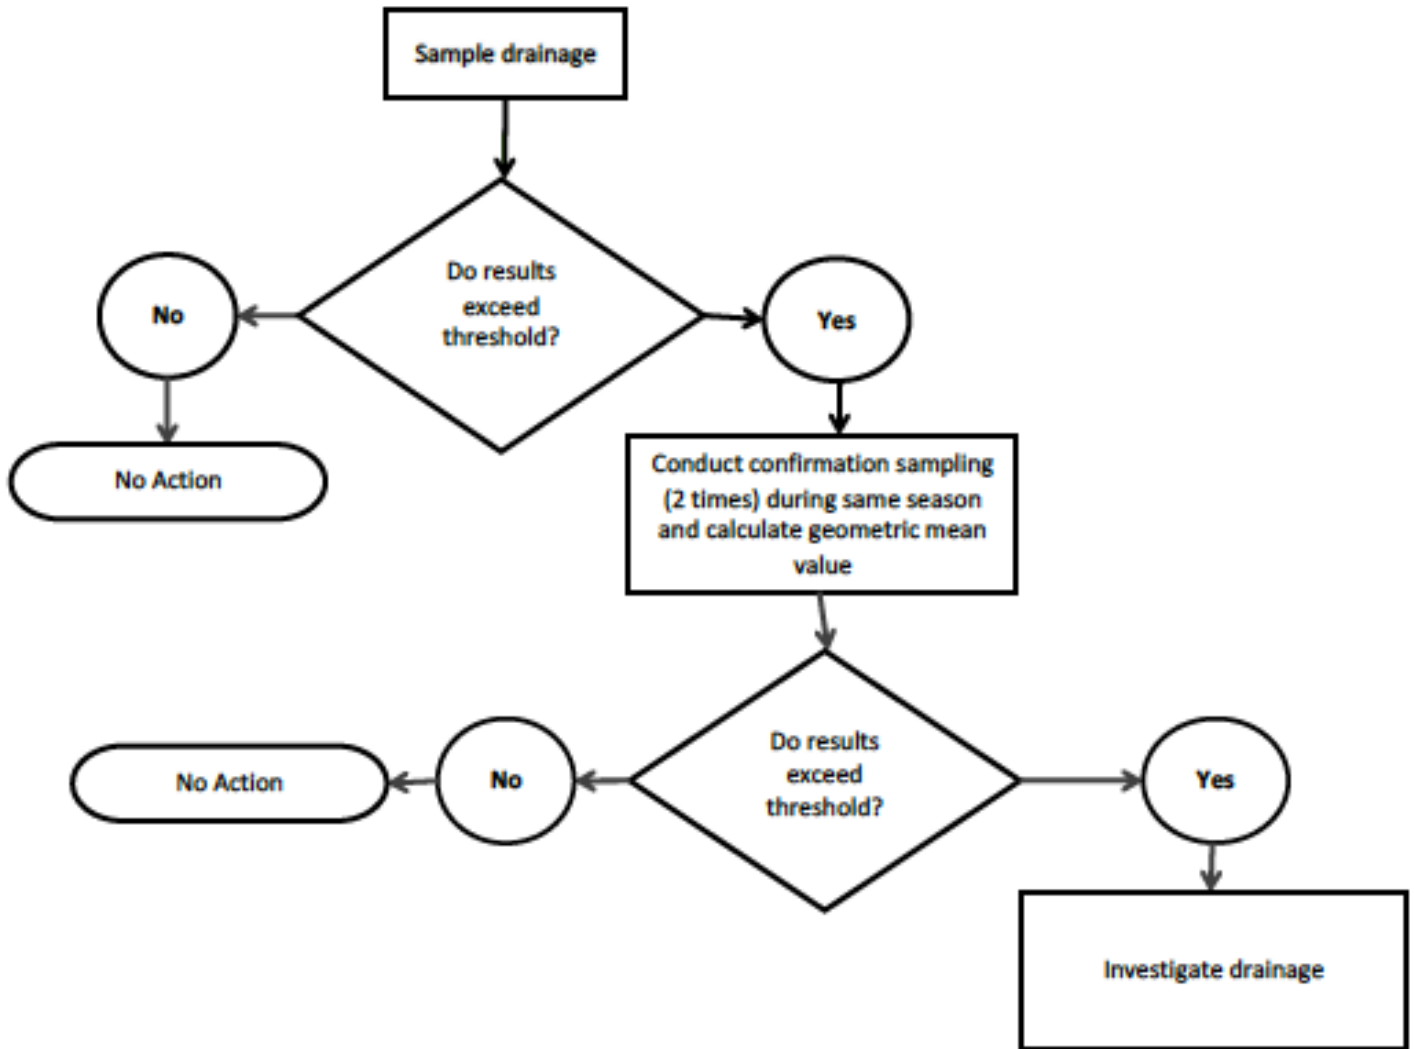 Sample drainage
Do results
exceed
threshold?
No
Yes
No Action
Conduct confirmation sampling
(2 times) during same season
and calculate geometric mean
value
Do results
exceed
threshold?
No Action
No
Yes
Investigate drainage